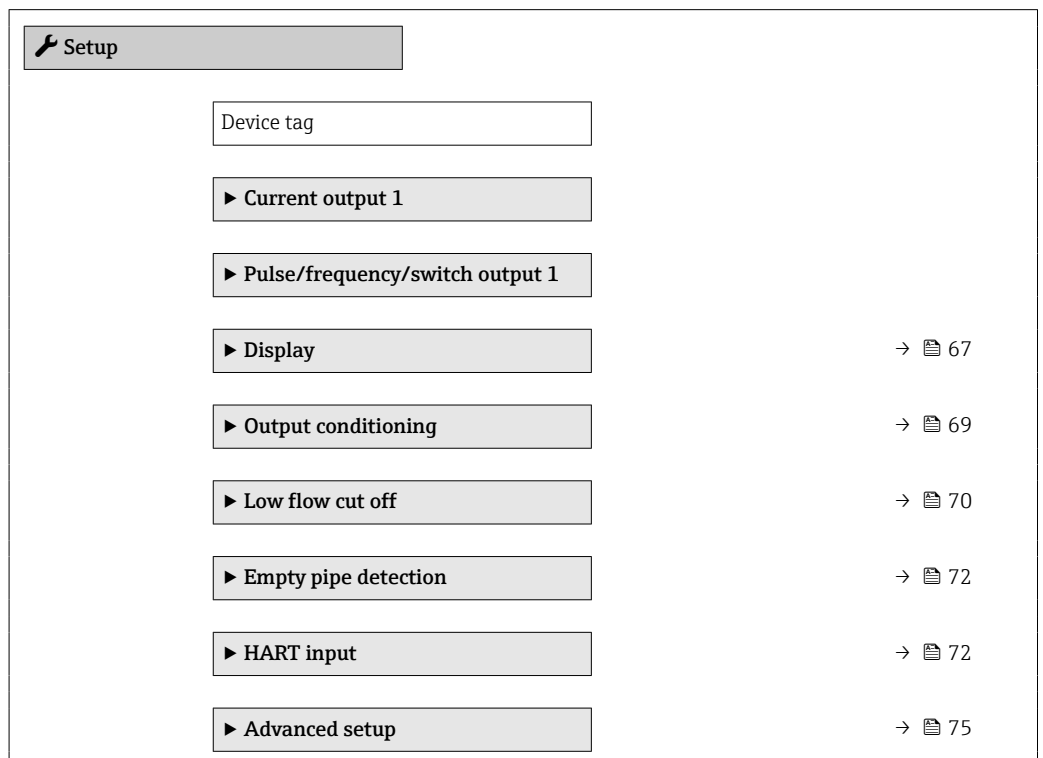 Setup
Device tag
▶ Current output 1
▶ Pulse/frequency/switch output 1
▶ Display → 67
▶ Output conditioning → 69
▶ Low flow cut off → 70
▶ Empty pipe detection → 72
▶ HART input → 72
▶ Advanced setup → 75